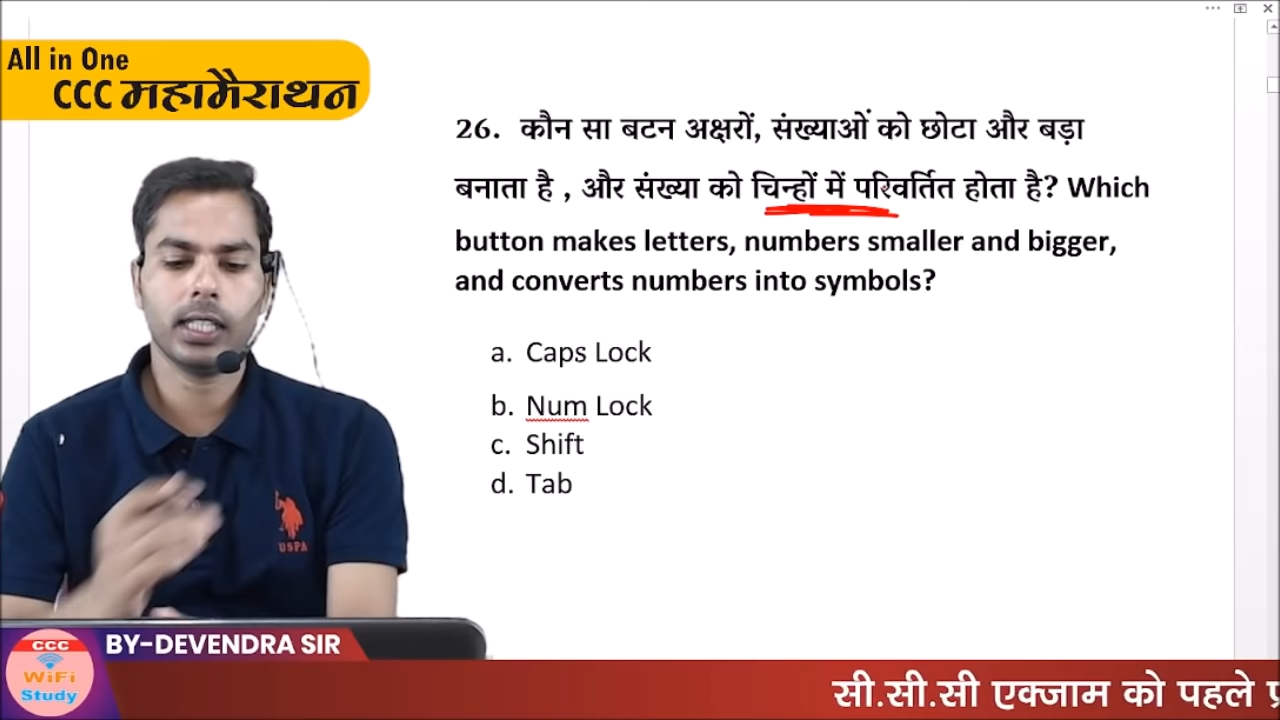 All in One
CCC महामैराथन
26. कौन सा बटन अक्षरों, संख्याओं को छोटा और बड़ा
बनाता है , और संख्या को चिन्हों में परिवर्तित होता है? Which
button makes letters, numbers smaller and bigger,
and converts numbers into symbols?
a. Caps Lock
b. Num Lock
c. Shift
d. Tab
USPA
CCC
WiFi
Study
BY-DEVENDRA SIR
सी.सी.सी एक्जाम को पहले